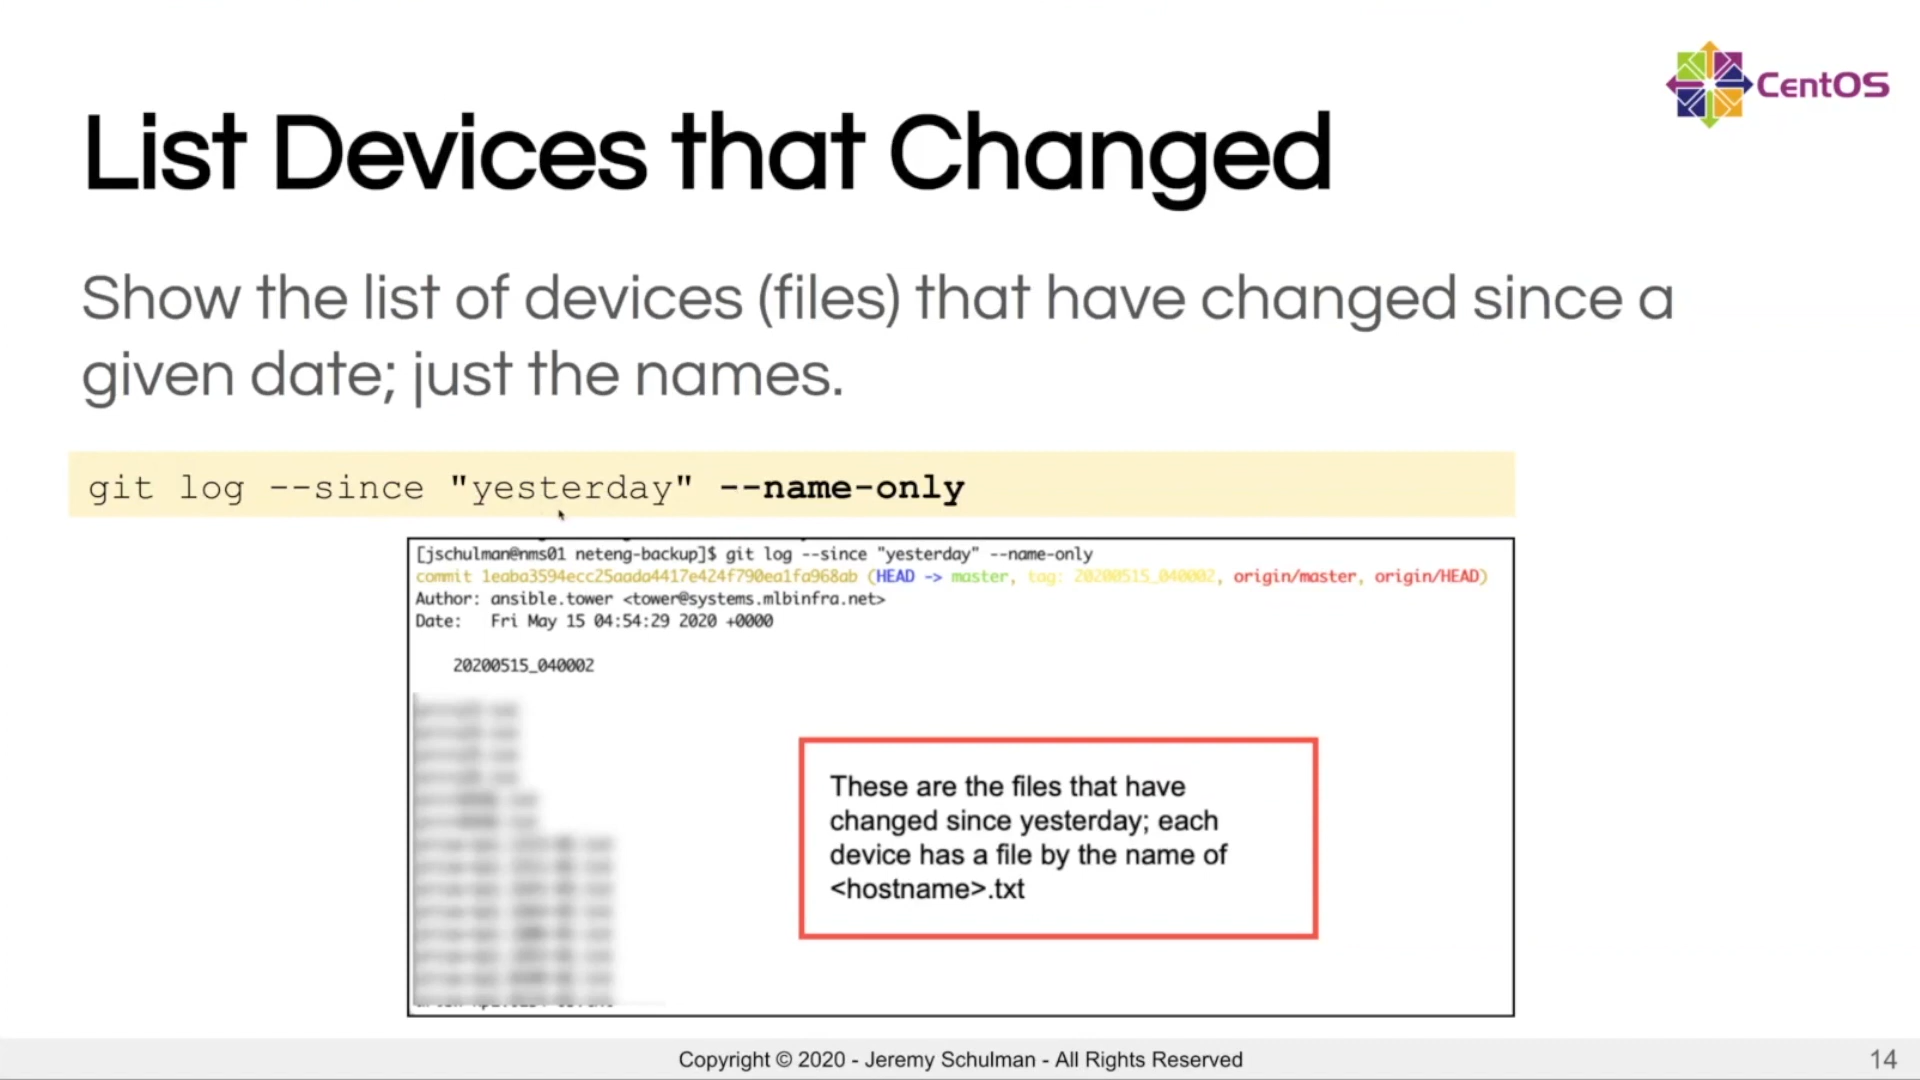 CentOS
List Devices that Changed
Show the list of devices (files) that have changed since a
given date; just the names.
git log --since "yesterday" --name-only
[jschulman@nms01 neteng-backup]$ git log --since "yesterday" --name-only
commit 1eaba3594ecc25aada4417e424f790ea1fa968ab (HEAD -> master, tag: 20200515_040002, origin/master, origin/HEAD)
Author: ansible.tower <tower@systems.mlbinfra.net>
Date:   Fri May 15 04:54:29 2020 +0000
20200515_040002
These are the files that have
changed since yesterday; each
device has a file by the name of
<hostname>.txt
Copyright © 2020 - Jeremy Schulman - All Rights Reserved
14